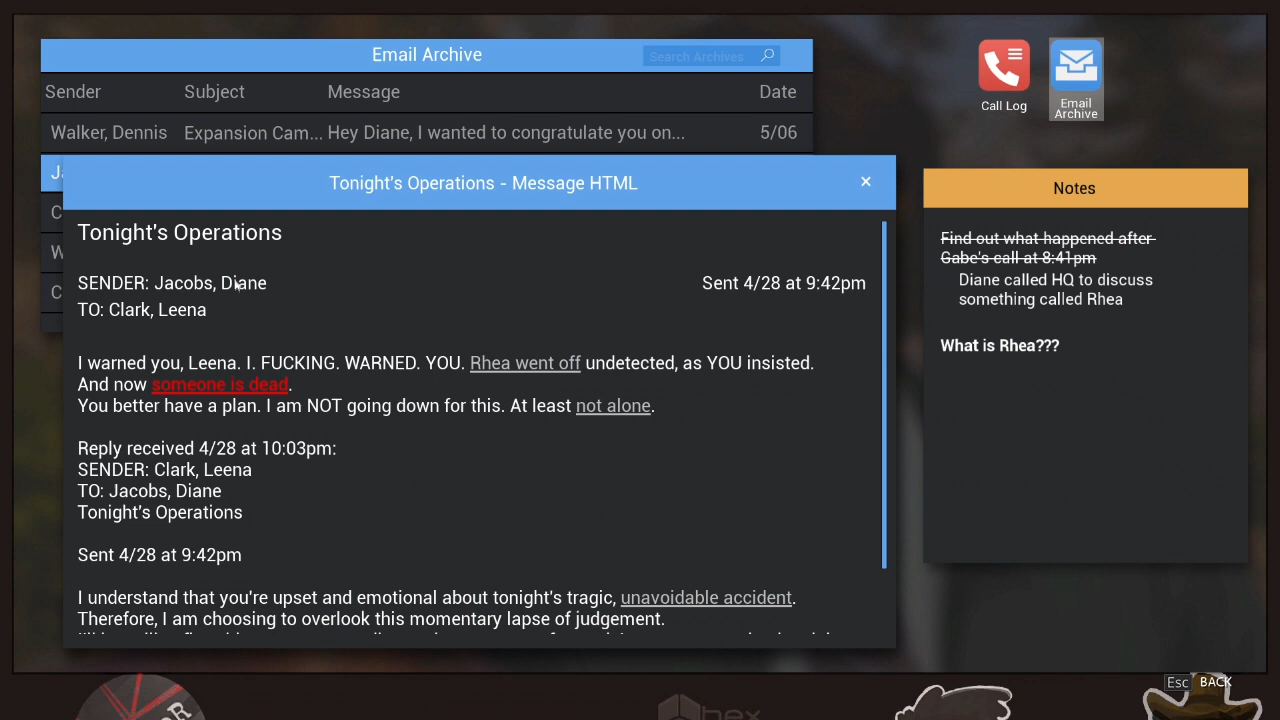 Email Archive
Search Archives
Sender Subject Message Date
Walker, Dennis Expansion Cam... Hey Diane, I wanted to congratulate you on... 5/06
Tonight's Operations - Message HTML
Tonight's Operations
SENDER: Jacobs, Diane Sent 4/28 at 9:42pm
TO: Clark, Leena
I warned you, Leena. I. FUCKING. WARNED. YOU. Rhea went off undetected, as YOU insisted.
And now someone is dead.
You better have a plan. I am NOT going down for this. At least not alone.
Reply received 4/28 at 10:03pm:
SENDER: Clark, Leena
TO: Jacobs, Diane
Tonight's Operations
Sent 4/28 at 9:42pm
I understand that you're upset and emotional about tonight's tragic, unavoidable accident.
Therefore, I am choosing to overlook this momentary lapse of judgement.
Call Log
Email
Archive
Notes
Find out what happened after
Gabe's call at 8:41pm
Diane called HQ to discuss
something called Rhea
What is Rhea???
Esc BACK
hex